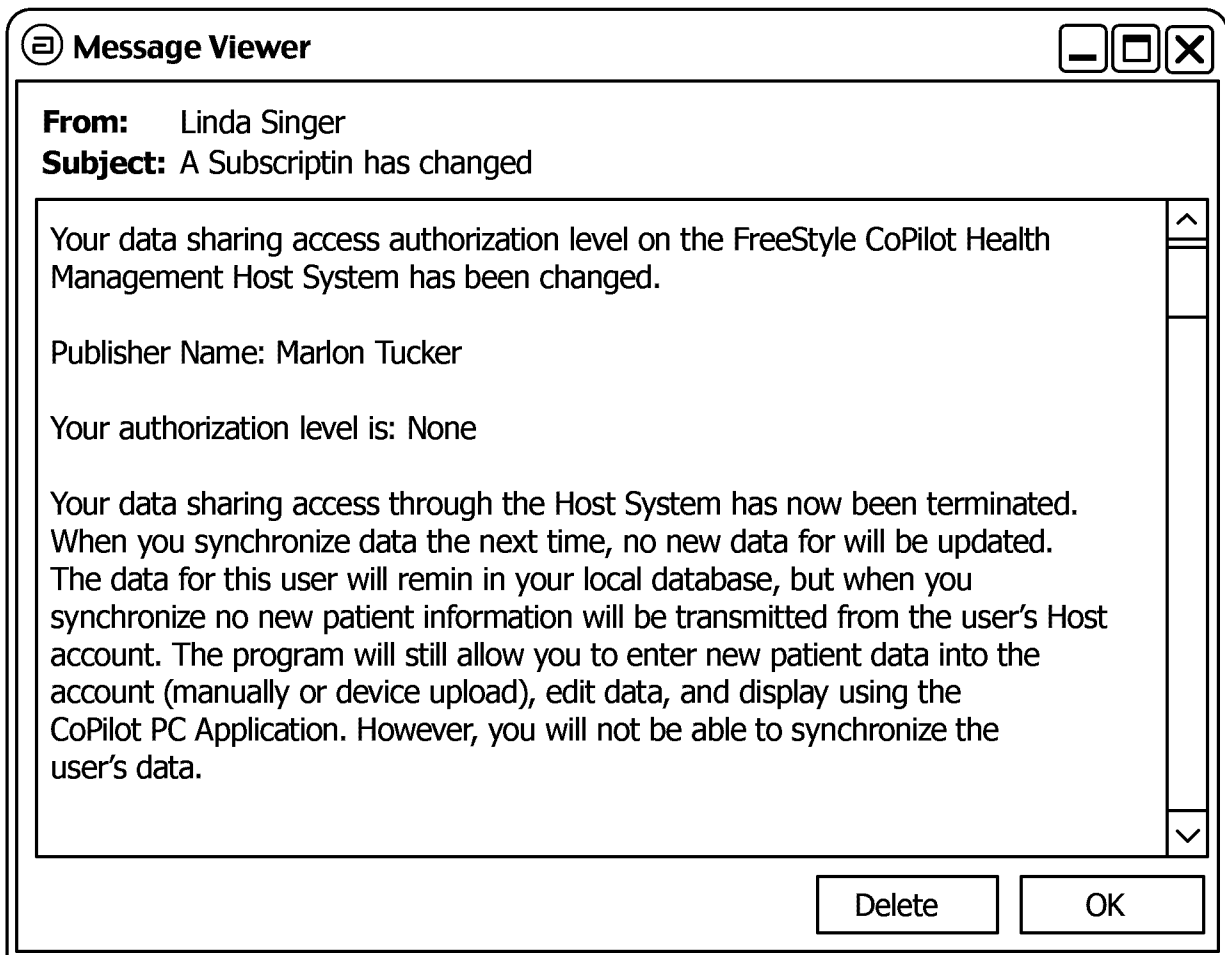 Message Viewer
From: Linda Singer
Subject: A Subscriptin has changed
Your data sharing access authorization level on the FreeStyle CoPilot Health
Management Host System has been changed.
Publisher Name: Marlon Tucker
Your authorization level is: None
Your data sharing access through the Host System has now been terminated.
When you synchronize data the next time, no new data for will be updated.
The data for this user will remin in your local database, but when you
synchronize no new patient information will be transmitted from the user's Host
account. The program will still allow you to enter new patient data into the
account (manually or device upload), edit data, and display using the
CoPilot PC Application. However, you will not be able to synchronize the
user's data.
Delete OK